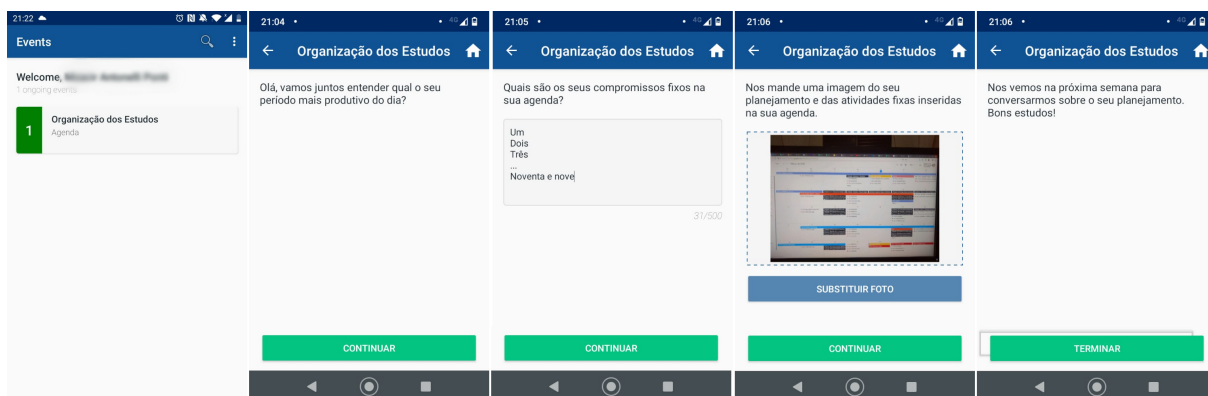 21:22
Events
Welcome,
1 ongoing events
1
Organização dos Estudos
Agenda
21:04
4G
Organização dos Estudos
Olá, vamos juntos entender qual o seu
período mais produtivo do dia?
CONTINUAR
21:05
4G
Organização dos Estudos
Quais são os seus compromissos fixos na
sua agenda?
Um
Dois
Três
...
Noventa e nove
31/500
CONTINUAR
21:06
4G
Organização dos Estudos
Nos mande uma imagem do seu
planejamento e das atividades fixas inseridas
na sua agenda.
SUBSTITUIR FOTO
CONTINUAR
21:06
4G
Organização dos Estudos
Nos vemos na próxima semana para
conversarmos sobre o seu planejamento.
Bons estudos!
TERMINAR